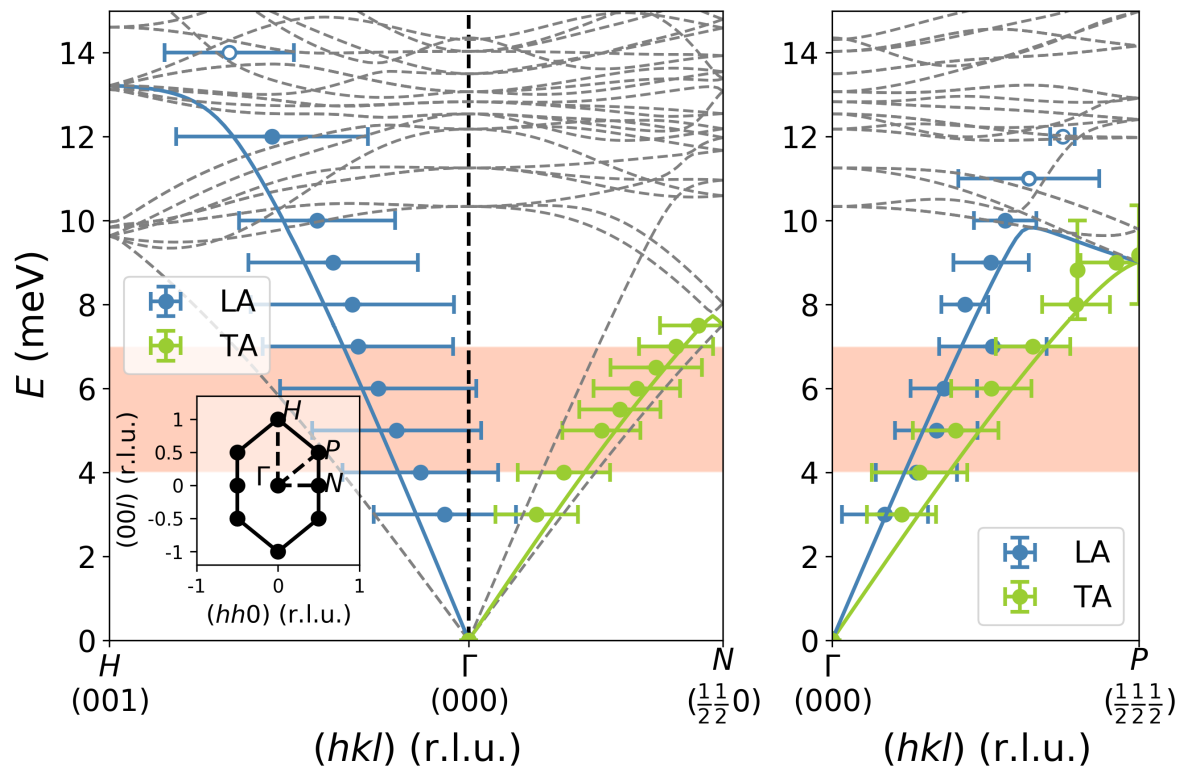 E (meV)
14
12
10
8
6
4
2
0
LA
TA
(00l) (r.l.u.)
1
0.5
0
-0.5
-1
H
P
Γ
N
-1
0
1
(hh0) (r.l.u.)
H
Γ
N
(001)
(000)
(1/2 1/2 0)
(hkl) (r.l.u.)
14
12
10
8
6
4
2
0
LA
TA
Γ
P
(000)
(1/2 1/2 1/2)
(hkl) (r.l.u.)